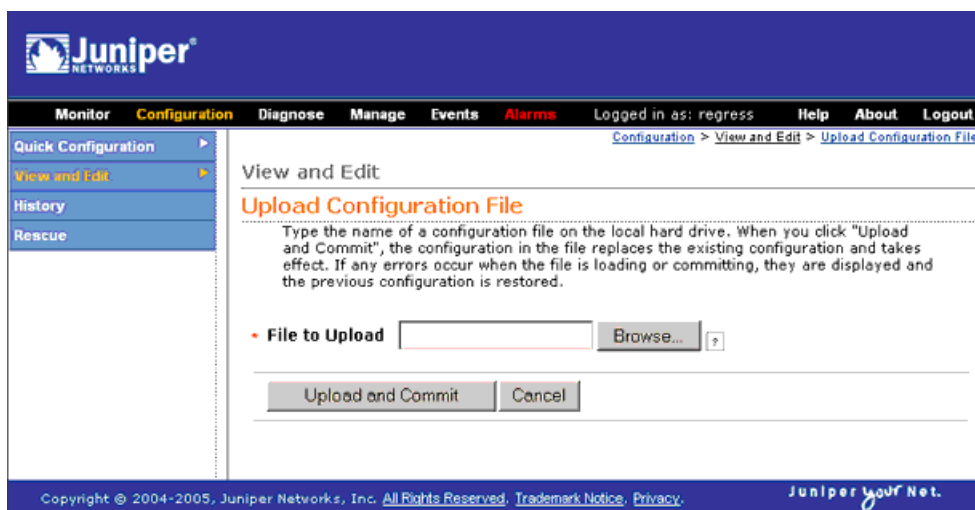 Juniper®
NETWORKS
Monitor Configuration Diagnose Manage Events Alarms Logged in as: regress Help About Logout
Configuration > View and Edit > Upload Configuration File
Quick Configuration
View and Edit
History
Rescue
View and Edit
Upload Configuration File
Type the name of a configuration file on the local hard drive. When you click "Upload
and Commit", the configuration in the file replaces the existing configuration and takes
effect. If any errors occur when the file is loading or committing, they are displayed and
the previous configuration is restored.
• File to Upload Browse... ?
Upload and Commit Cancel
Copyright © 2004-2005, Juniper Networks, Inc. All Rights Reserved. Trademark Notice. Privacy. Juniper your Net.